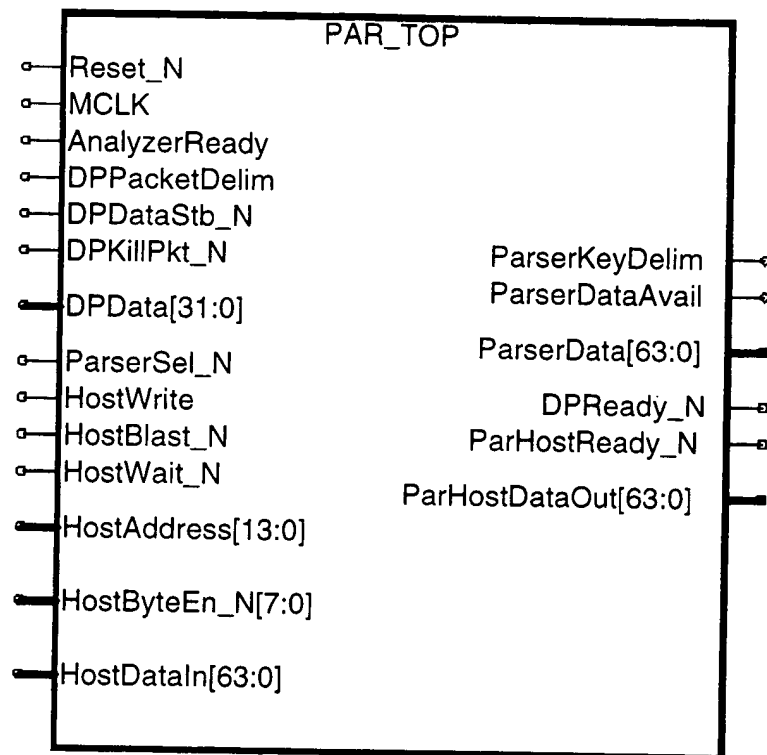 PAR_TOP
Reset_N
MCLK
AnalyzerReady
DPPacketDelim
DPDataStb_N
DPKillPkt_N
DPData[31:0]
ParserSel_N
HostWrite
HostBlast_N
HostWait_N
HostAddress[13:0]
HostByteEn_N[7:0]
HostDataIn[63:0]
ParserKeyDelim
ParserDataAvail
ParserData[63:0]
DPReady_N
ParHostReady_N
ParHostDataOut[63:0]